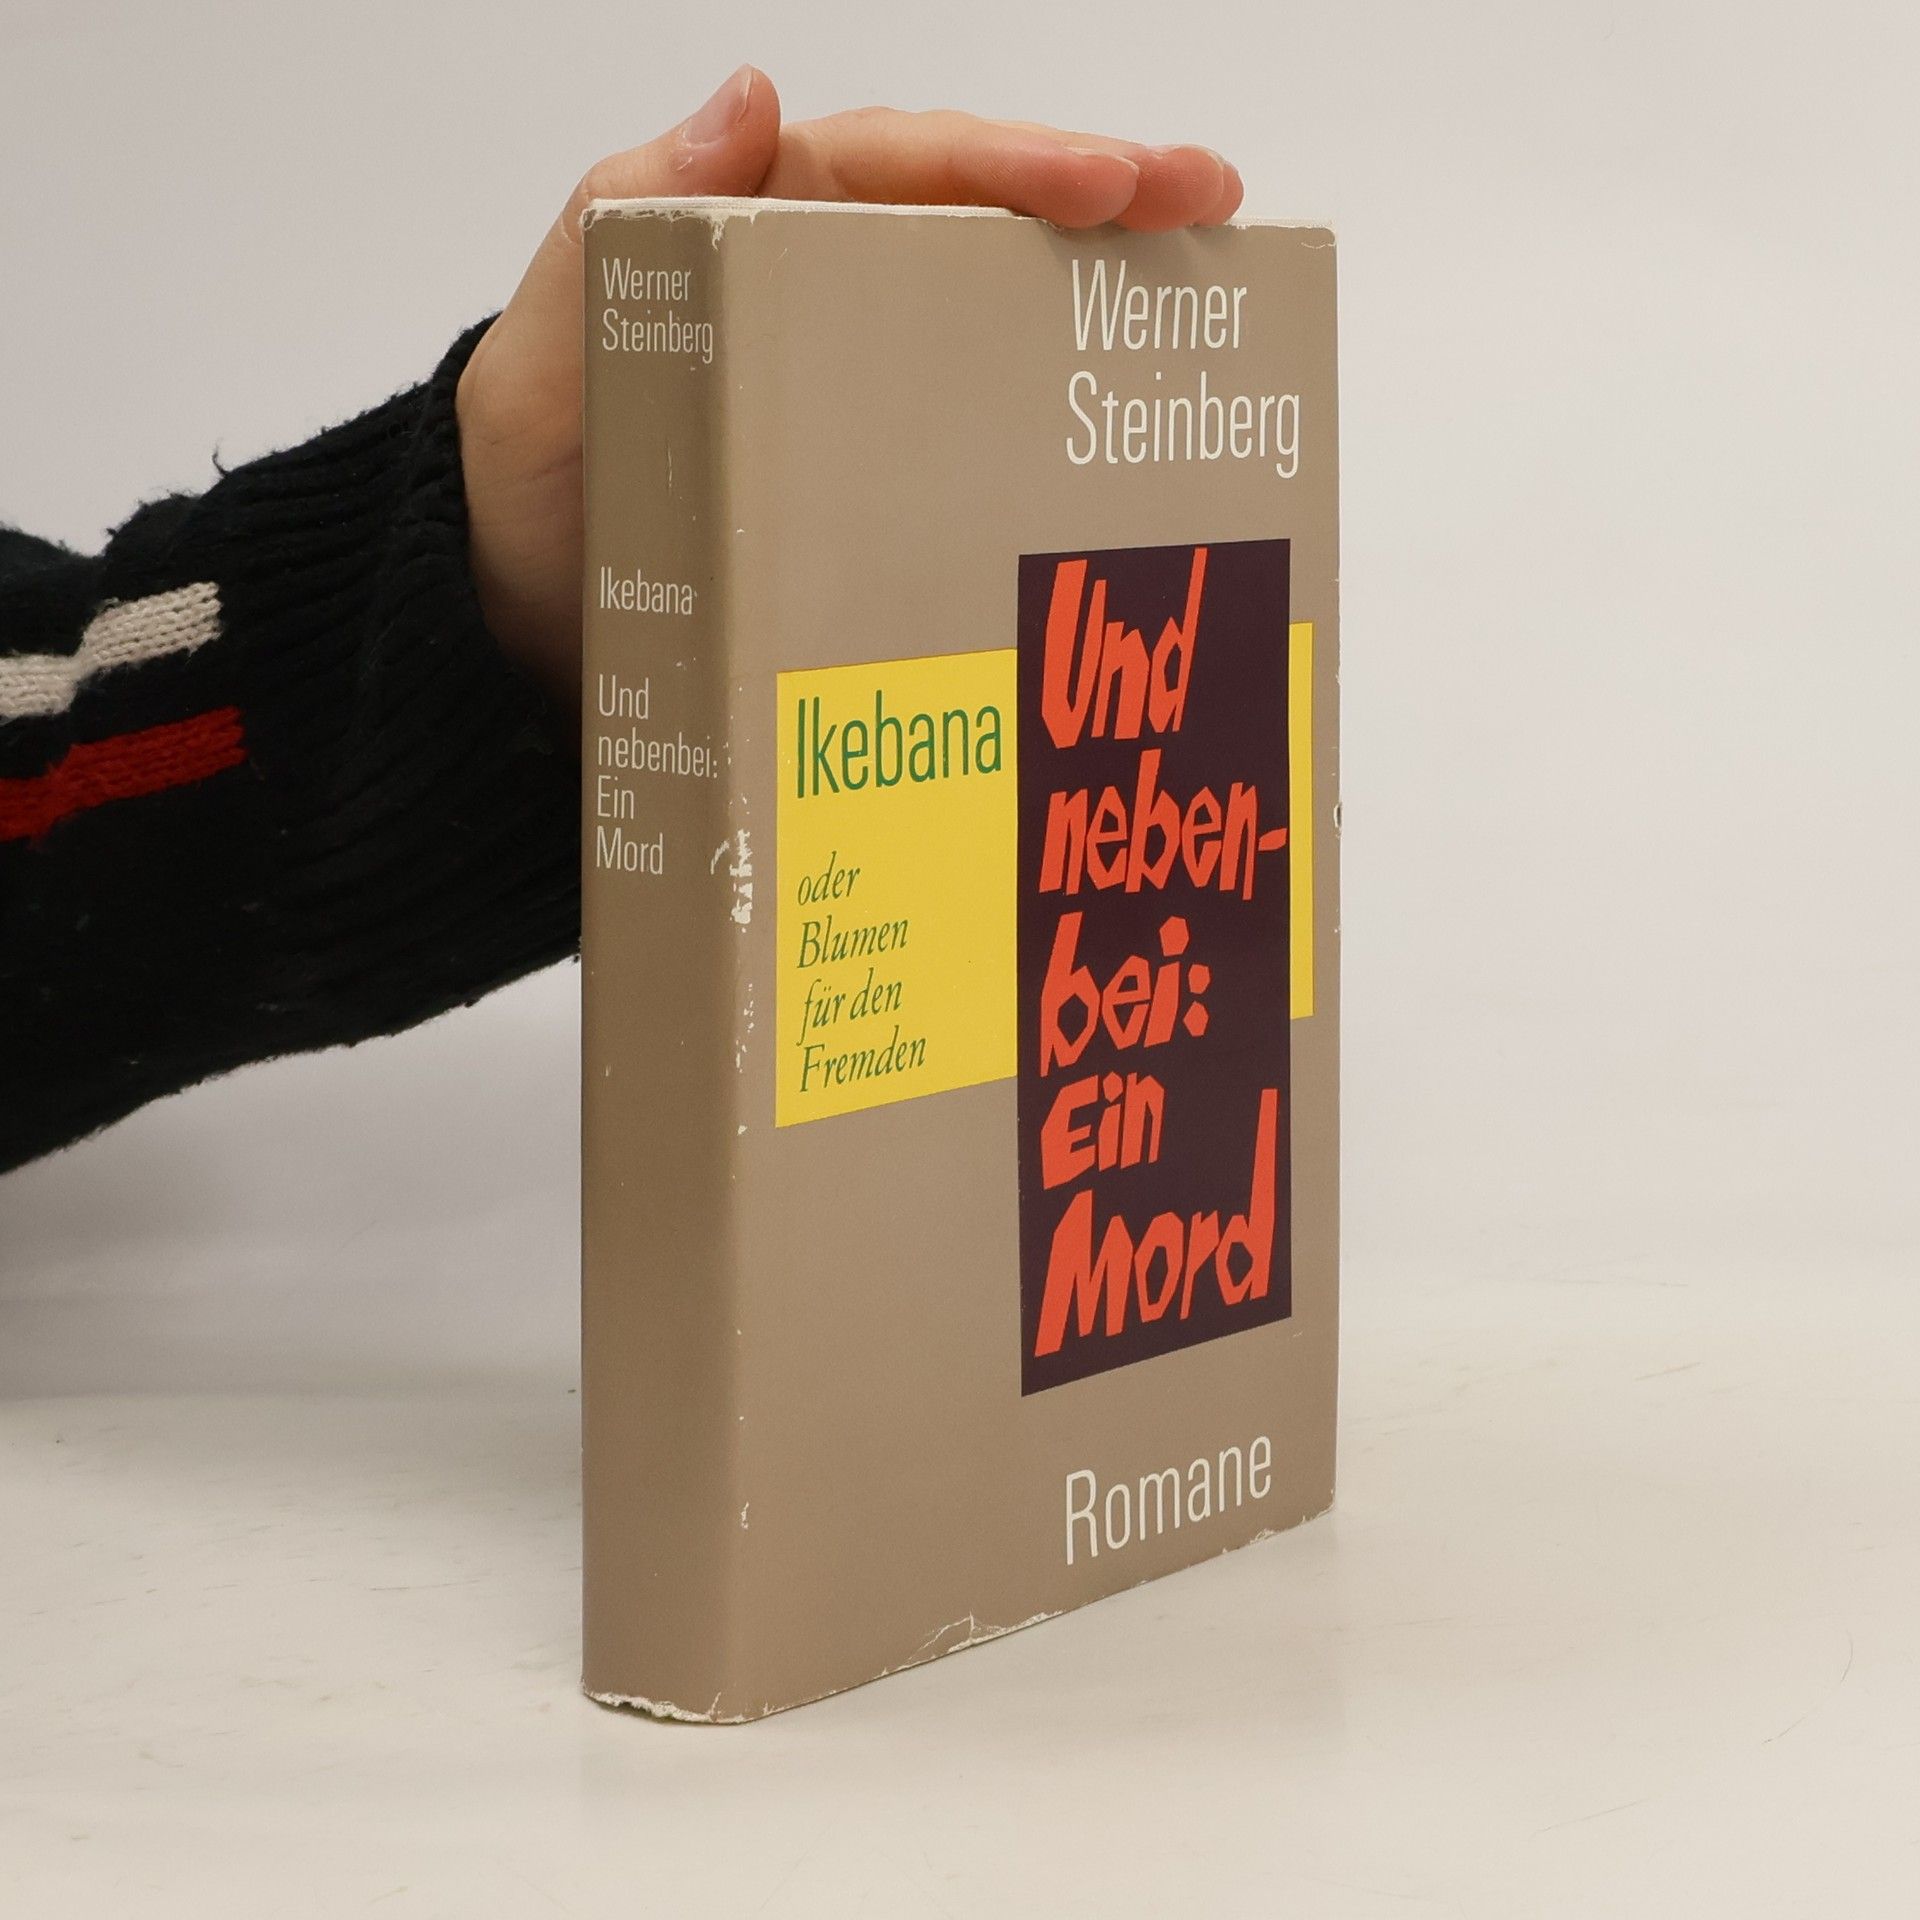 Werner
Steinberg
Ikebana
Und
nebenbei:
Ein
Mord
Werner
Steinberg
Ikebana
oder
Blumen
für den
Fremden
Und
neben-
bei:
Ein
Mord
Romane